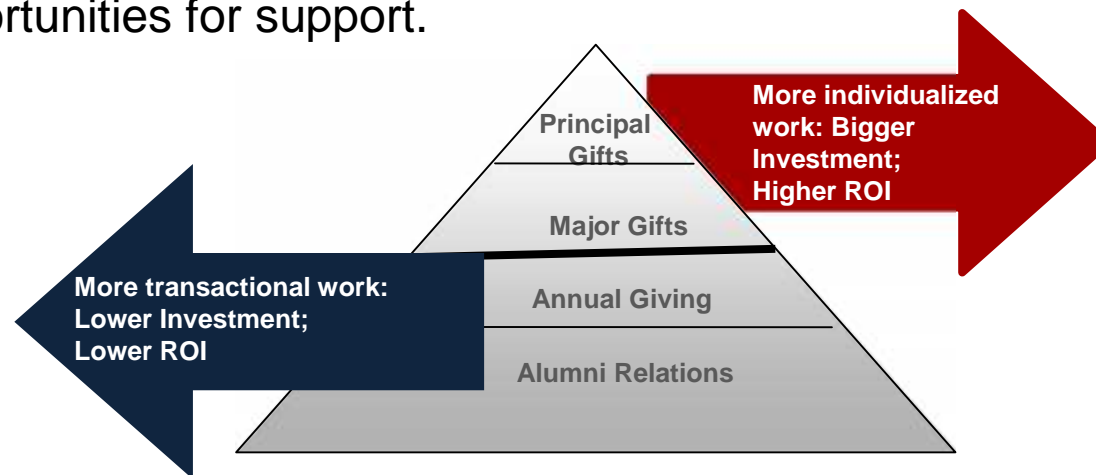 for support.
More individualized
work: Bigger
Investment;
Higher ROI
Principal
Gifts
Major Gifts
More transactional work:
Lower Investment;
Lower ROI
Annual Giving
Alumni Relations